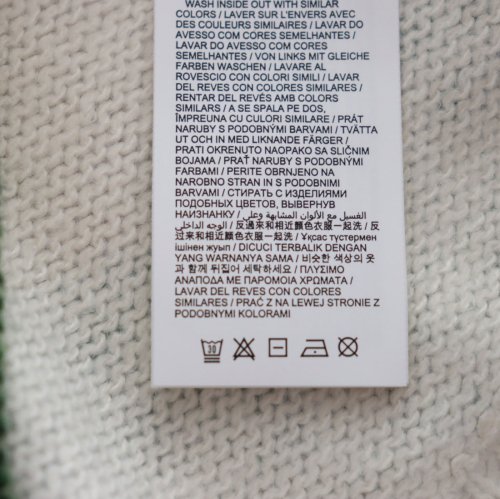 WASH INSIDE OUT WITH SIMILAR
COLORS / LAVER SUR L'ENVERS AVEC
DES COULEURS SIMILAIRES / LAVAR DO
AVESSO COM CORES SEMELHANTES /
LAVAR DO AVESSO COM CORES
SEMELHANTES / VON LINKS MIT GLEICHE
FARBEN WASCHEN / LAVARE AL
ROVESCIO CON COLORI SIMILI / LAVAR
DEL REVES CON COLORES SIMILARES /
RENTAR DEL REVÉS AMB COLORS
SIMILARS / A SE SPALA PE DOS,
ÎMPREUNA CU CULORI SIMILARE / PRÁT
NARUBY S PODOBNÝMI BARVAMI / TVÄTTA
UT OCH IN MED LIKNANDE FÄRGER /
PRATI OKRENUTO NAOPAKO SA SLIČNIM
BOJAMA / PRAŤ NARUBY S PODOBNÝMI
FARBAMI / PERITE OBRNJENO NA
NAROBNO STRAN IN S PODOBNIMI
BARVAMI / СТИРАТЬ С ИЗДЕЛИЯМИ
ПОДОБНЫХ ЦВЕТОВ, ВЫВЕРНУВ
НАИЗНАНКУ / الغسيل مع الألوان المشابهة وعلى
الوجه الداخلي / 反過來和相近顏色衣服一起洗 / 反
过来和相近颜色衣服一起洗 / Ұқсас түстермен
ішінен жуып / DICUCI TERBALIK DENGAN
YANG WARNANYA SAMA / 비슷한 색상의 옷
과 함께 뒤집어 세탁하세요 / ΠΛΥΣΙΜΟ
ΑΝΑΠΟΔΑ ΜΕ ΠΑΡΟΜΟΙΑ ΧΡΩΜΑΤΑ /
LAVAR DEL REVES CON COLORES
SIMILARES / PRAĆ Z NA LEWEJ STRONIE Z
PODOBNYMI KOLORAMI
30